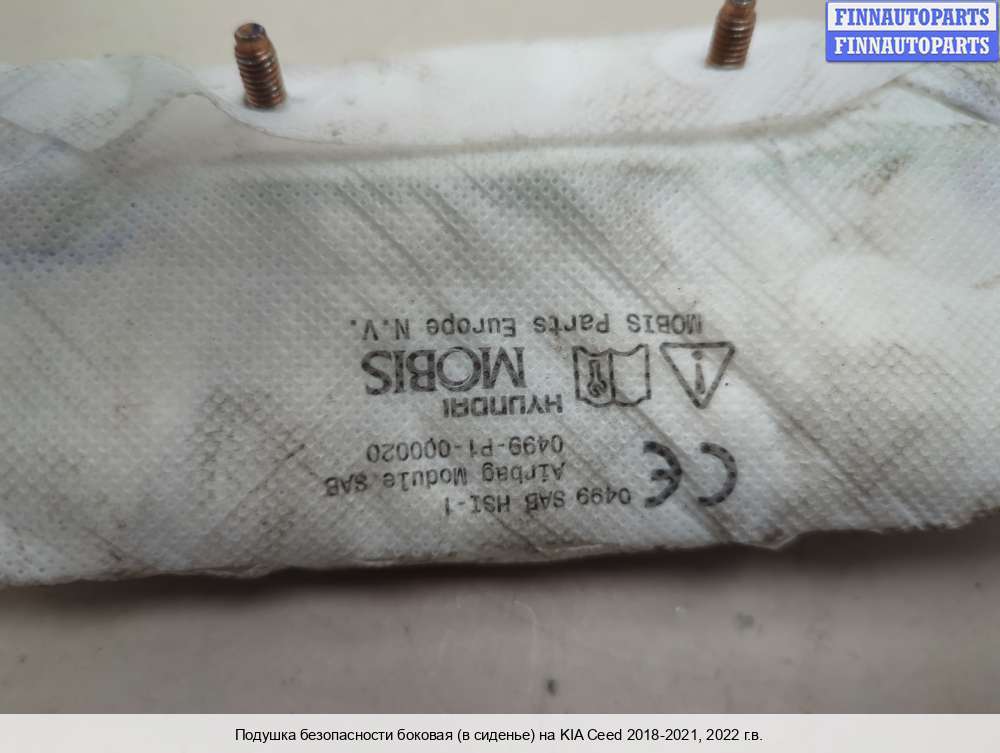 FINNAUTOPARTS
FINNAUTOPARTS
CE 0499 SAB HSI-1
Airbag Module SAB
0499-P1-000020
HYUNDAI
MOBIS
MOBIS Parts Europe N.V.
Подушка безопасности боковая (в сиденье) на KIA Ceed 2018-2021, 2022 г.в.